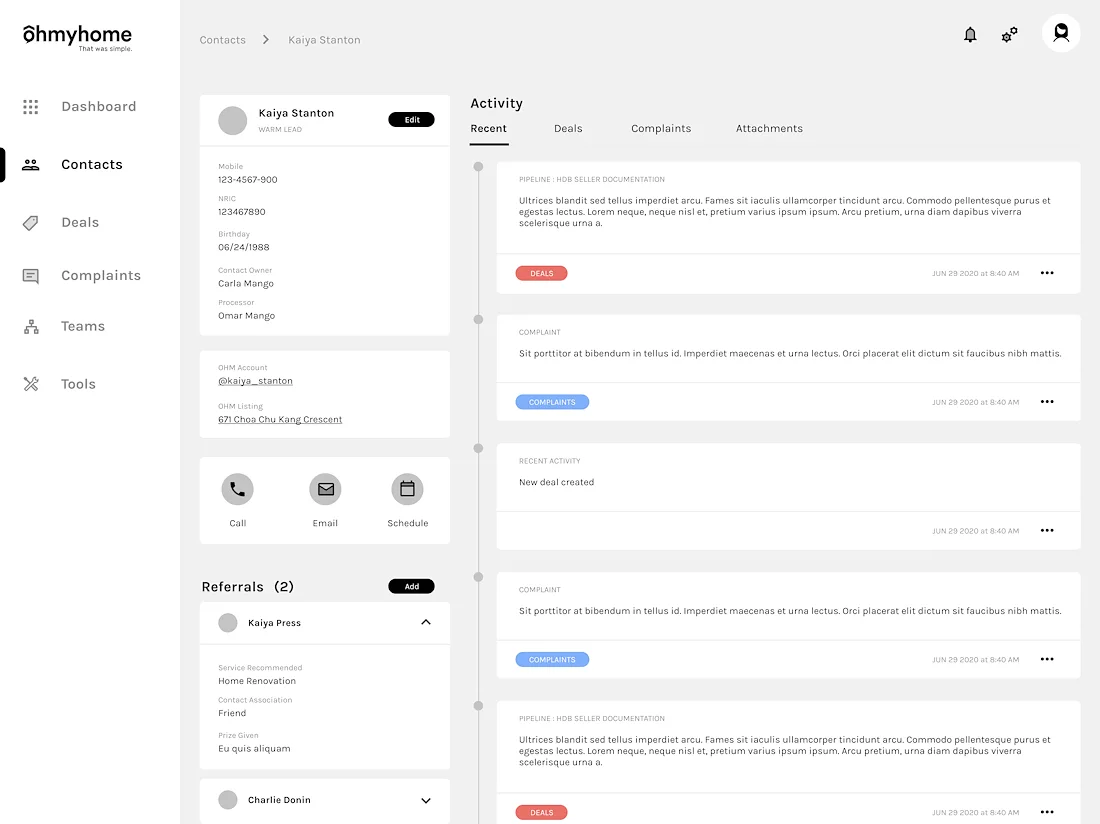 ohmyhome
That was simple.
Dashboard
Contacts
Deals
Complaints
Teams
Tools
Contacts
Kaiya Stanton
Kaiya Stanton
WARM LEAD
Edit
Mobile
123-4567-900
NRIC
123467890
Birthday
06/24/1988
Contact Owner
Carla Mango
Processor
Omar Mango
OHM Account
@kaiya_stanton
OHM Listing
671 Choa Chu Kang Crescent
Call
Email
Schedule
Referrals (2)
Add
Kaiya Press
Service Recommended
Home Renovation
Contact Association
Friend
Prize Given
Eu quis aliquam
Charlie Donin
Activity
Recent
Deals
Complaints
Attachments
PIPELINE : HDB SELLER DOCUMENTATION
Ultrices blandit sed tellus imperdiet arcu. Fames sit iaculis ullamcorper tincidunt arcu. Commodo pellentesque purus et
egestas lectus. Lorem neque, neque nisl et, pretium varius ipsum ipsum. Arcu pretium, urna diam dapibus viverra
scelerisque urna a.
DEALS
JUN 29 2020 at 8:40 AM
COMPLAINT
Sit porttitor at bibendum in tellus id. Imperdiet maecenas et urna lectus. Orci placerat elit dictum sit faucibus nibh mattis.
COMPLAINTS
JUN 29 2020 at 8:40 AM
RECENT ACTIVITY
New deal created
JUN 29 2020 at 8:40 AM
COMPLAINT
Sit porttitor at bibendum in tellus id. Imperdiet maecenas et urna lectus. Orci placerat elit dictum sit faucibus nibh mattis.
COMPLAINTS
JUN 29 2020 at 8:40 AM
PIPELINE : HDB SELLER DOCUMENTATION
Ultrices blandit sed tellus imperdiet arcu. Fames sit iaculis ullamcorper tincidunt arcu. Commodo pellentesque purus et
egestas lectus. Lorem neque, neque nisl et, pretium varius ipsum ipsum. Arcu pretium, urna diam dapibus viverra
scelerisque urna a.
DEALS
JUN 29 2020 at 8:40 AM